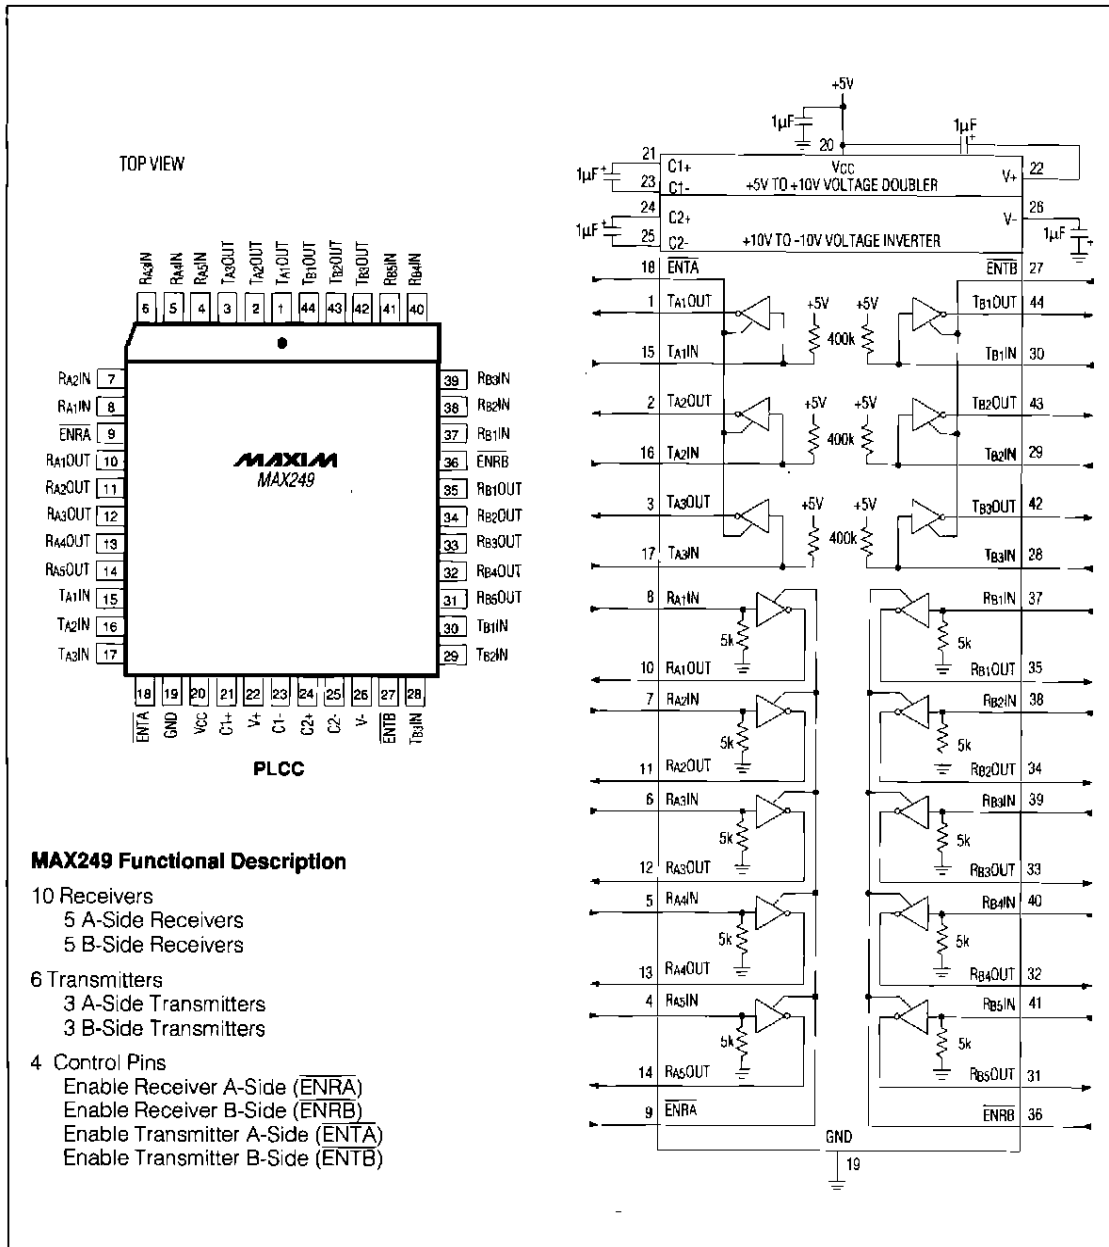 TOP VIEW
RA3IN RA4IN RA5IN TA3OUT TA2OUT TA1OUT TB1OUT TB2OUT TB3OUT RB5IN RB4IN
6 5 4 3 2 1 44 43 42 41 40
RA2IN 7
RA1IN 8
ENRA 9
RA1OUT 10
RA2OUT 11
RA3OUT 12
RA4OUT 13
RA5OUT 14
TA1IN 15
TA2IN 16
TA3IN 17
MAXIM
MAX249
39 RB3IN
38 RB2IN
37 RB1IN
36 ENRB
35 RB1OUT
34 RB2OUT
33 RB3OUT
32 RB4OUT
31 RB5OUT
30 TB1IN
29 TB2IN
18 19 20 21 22 23 24 25 26 27 28
ENTA GND VCC C1+ V+ C1- C2+ C2- V- ENTB TB3IN
PLCC
MAX249 Functional Description
10 Receivers
5 A-Side Receivers
5 B-Side Receivers
6 Transmitters
3 A-Side Transmitters
3 B-Side Transmitters
4 Control Pins
Enable Receiver A-Side (ENRA)
Enable Receiver B-Side (ENRB)
Enable Transmitter A-Side (ENTA)
Enable Transmitter B-Side (ENTB)
+5V
1µF 1µF +
20
21 C1+ VCC V+ 22
1µF +
23 C1- +5V TO +10V VOLTAGE DOUBLER
24 C2+ V- 26
1µF + 1µF +
25 C2- +10V TO -10V VOLTAGE INVERTER
18 ENTA ENTB 27
1 TA1OUT +5V +5V TB1OUT 44
400k
15 TA1IN TB1IN 30
2 TA2OUT +5V +5V TB2OUT 43
400k
16 TA2IN TB2IN 29
3 TA3OUT +5V +5V TB3OUT 42
400k
17 TA3IN TB3IN 28
8 RA1IN RB1IN 37
5k 5k
10 RA1OUT RB1OUT 35
7 RA2IN RB2IN 38
5k 5k
11 RA2OUT RB2OUT 34
6 RA3IN RB3IN 39
5k 5k
12 RA3OUT RB3OUT 33
5 RA4IN RB4IN 40
5k 5k
13 RA4OUT RB4OUT 32
4 RA5IN RB5IN 41
5k 5k
14 RA5OUT RB5OUT 31
9 ENRA ENRB 36
GND
19